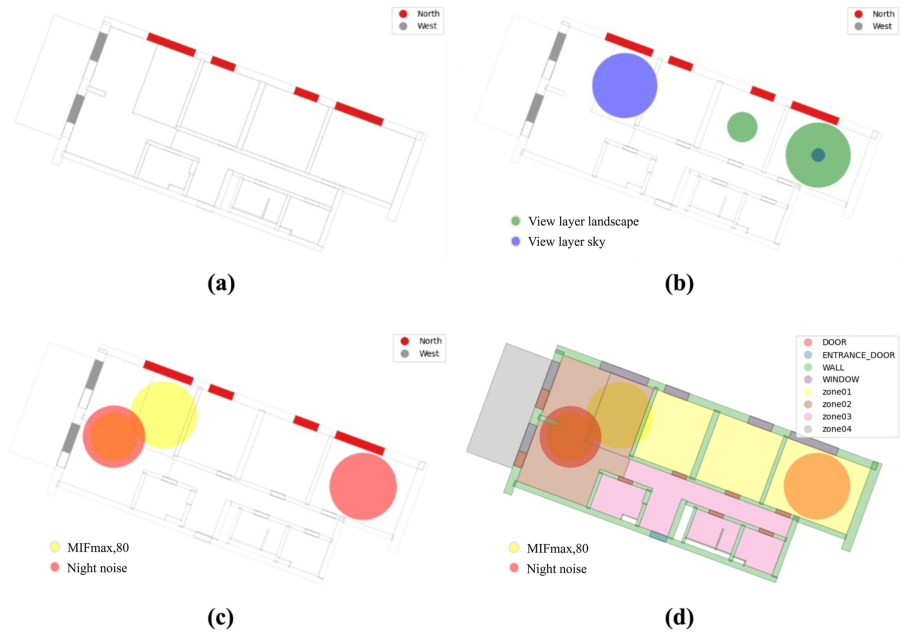 North
West
(a)
North
West
View layer landscape
View layer sky
(b)
North
West
MIFmax,80
Night noise
(c)
DOOR
ENTRANCE_DOOR
WALL
WINDOW
zone01
zone02
zone03
zone04
MIFmax,80
Night noise
(d)